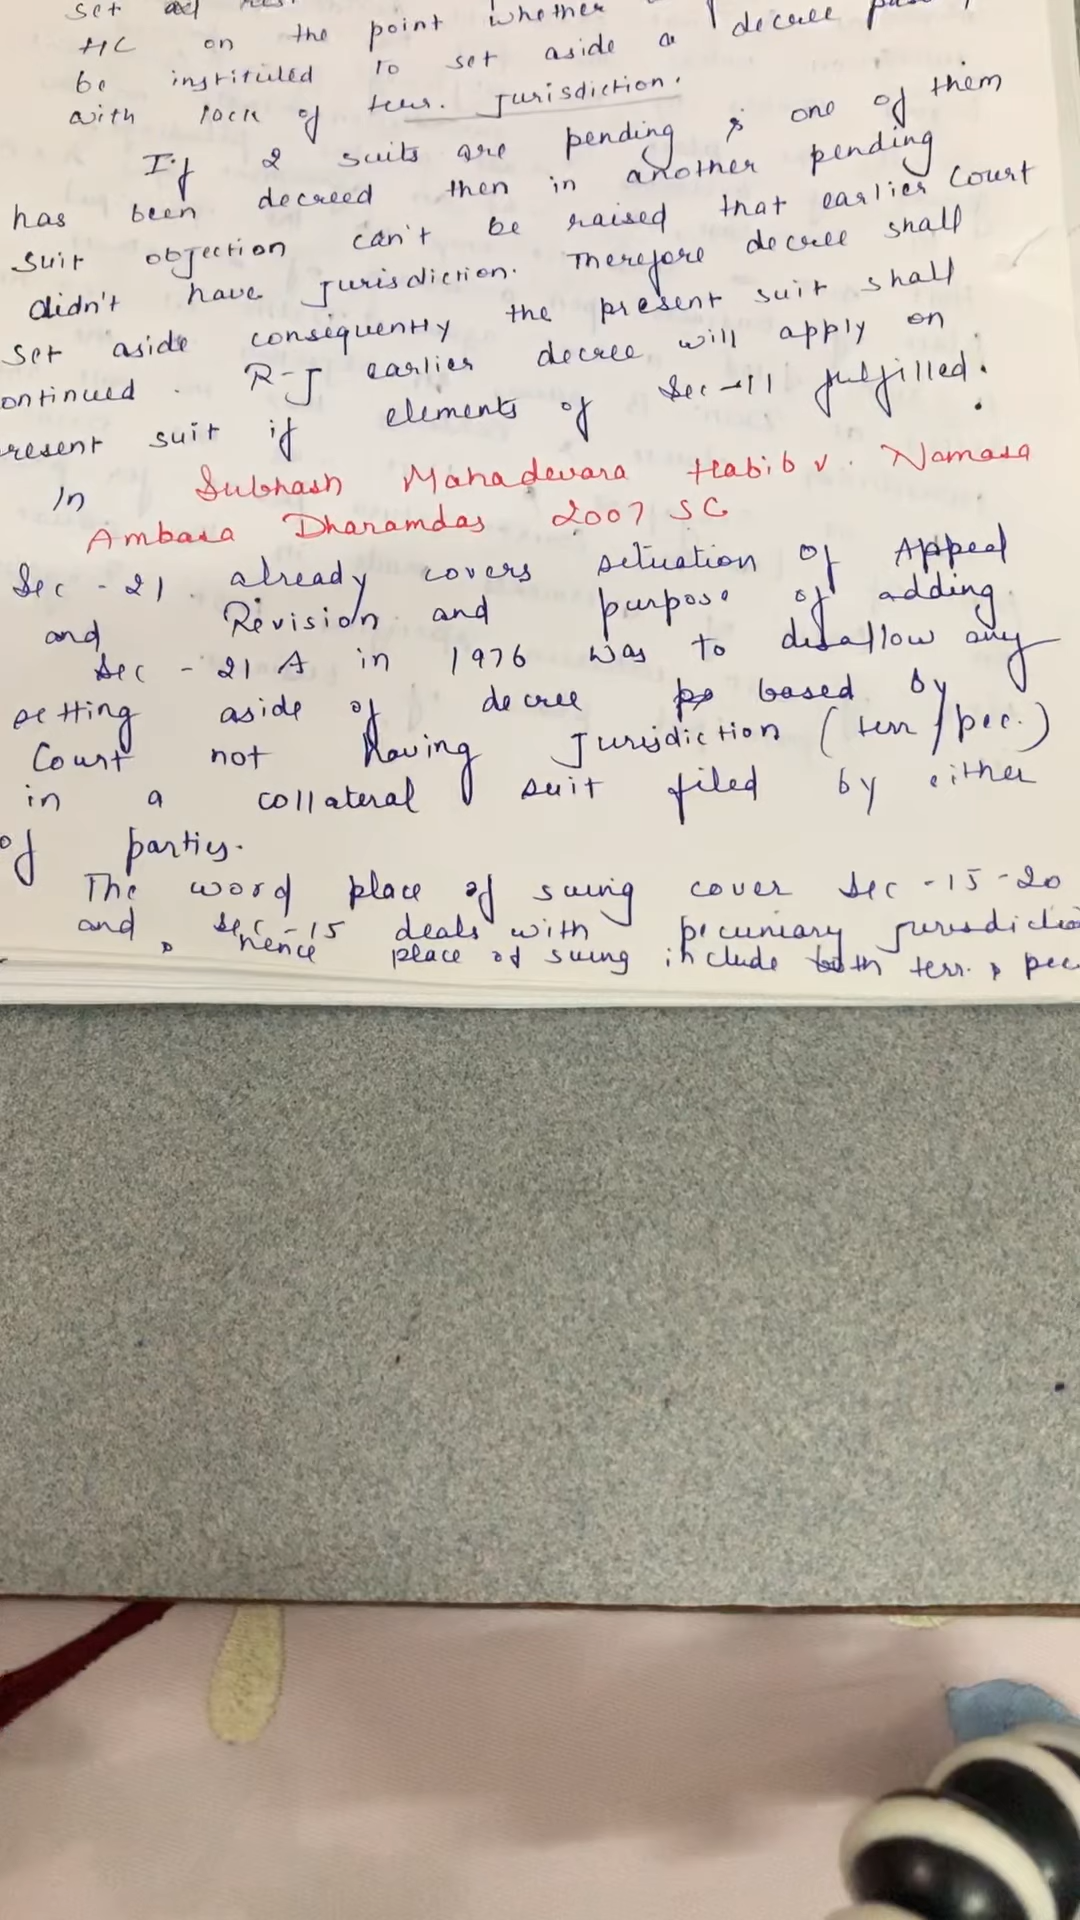 set
HC on the point whether
be instituted to set aside a decree
with lack of terr. Jurisdiction.
If 2 suits are pending & one of them
has been decreed then in another pending
suit objection can't be raised that earlier Court
didn't have jurisdiction. Therefore decree shall
set aside consequently the present suit shall
ontinued. R-J earlier decree will apply on
resent suit if elements of Sec-11 fulfilled.
In Subhash Mahadevara Habib v. Namasa
Ambasa Dharamdas 2007 SC
Sec-21 already covers situation of Appeal
and Revision and purpose of adding
Sec-21 A in 1976 was to disallow any
setting aside of decree based by
Court not having Jurisdiction (terr/pec.)
in a collateral suit filed by either
of parties.
The word place of suing cover Sec-15-20
and sec-15 deals with pecuniary jurisdictio
, hence place of suing include both terr. & pec